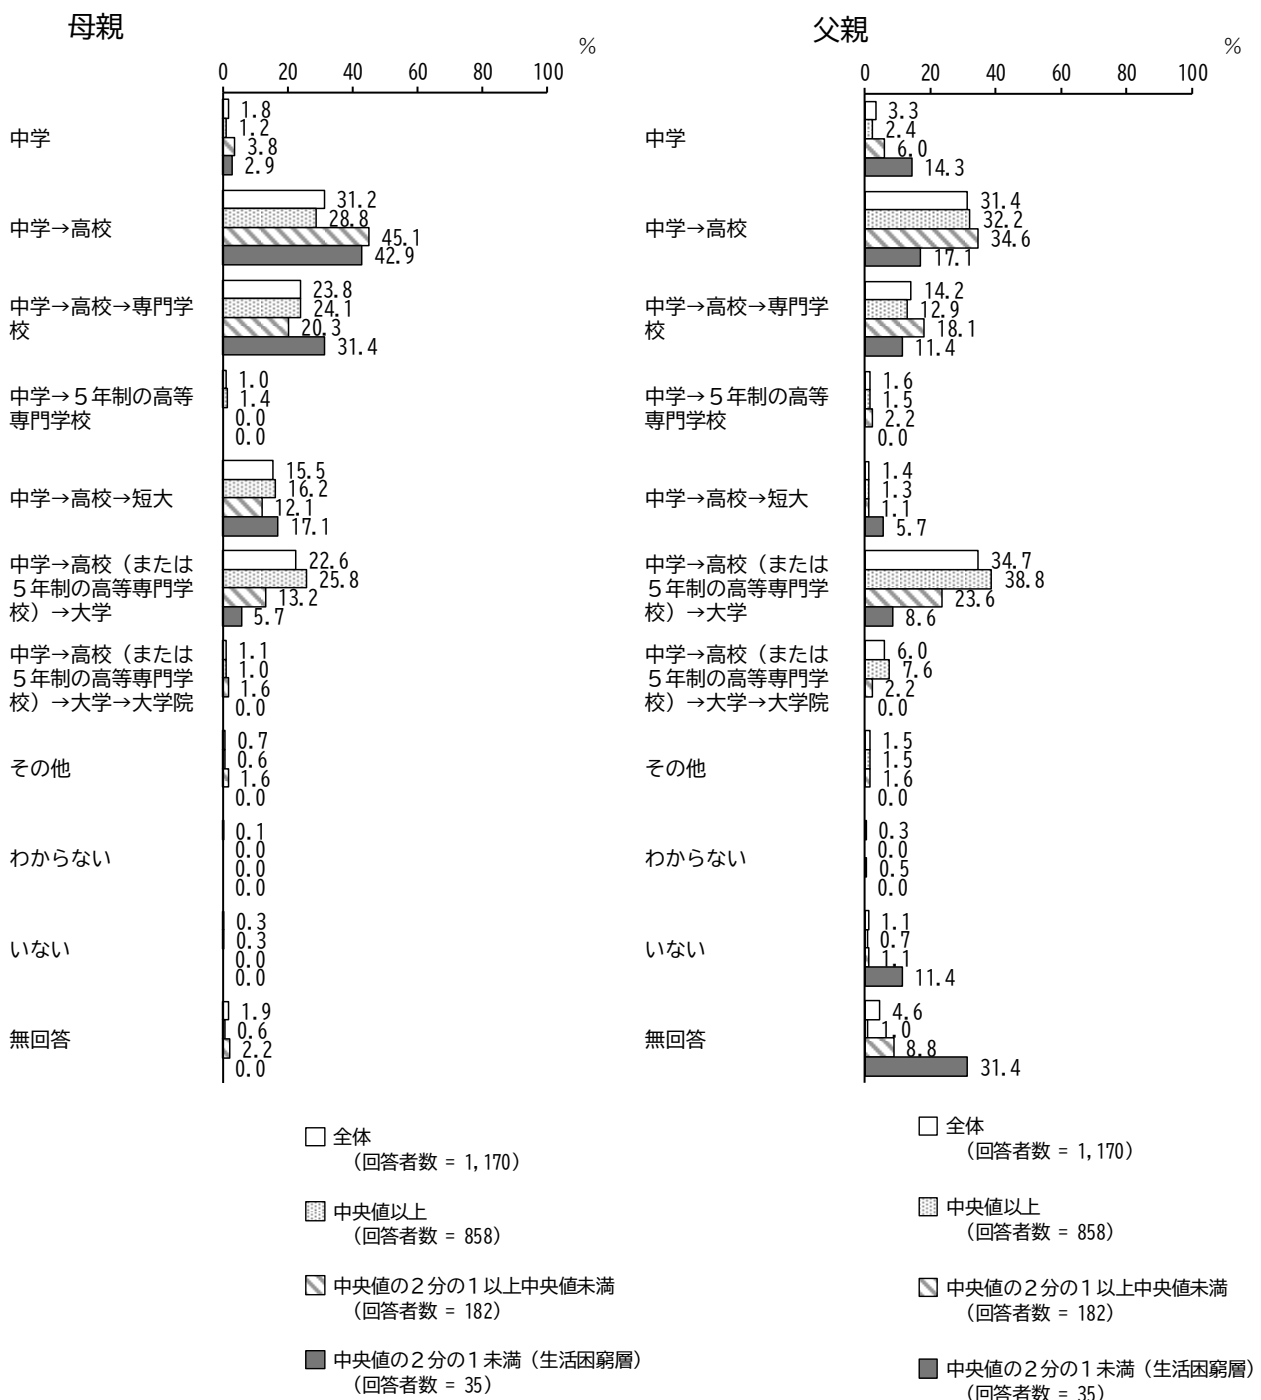 母親
%
0 20 40 60 80 100
中学
1.8
1.2
3.8
2.9
中学→高校
31.2
28.8
45.1
42.9
中学→高校→専門学
校
23.8
24.1
20.3
31.4
中学→５年制の高等
専門学校
1.0
1.4
0.0
0.0
中学→高校→短大
15.5
16.2
12.1
17.1
中学→高校（または
５年制の高等専門学
校）→大学
22.6
25.8
13.2
5.7
中学→高校（または
５年制の高等専門学
校）→大学→大学院
1.1
1.0
1.6
0.0
その他
0.7
0.6
1.6
0.0
わからない
0.1
0.0
0.0
0.0
いない
0.3
0.3
0.0
0.0
無回答
1.9
0.6
2.2
0.0
全体
（回答者数 = 1,170）
中央値以上
（回答者数 = 858）
中央値の２分の１以上中央値未満
（回答者数 = 182）
中央値の２分の１未満（生活困窮層）
（回答者数 = 35）
父親
%
0 20 40 60 80 100
中学
3.3
2.4
6.0
14.3
中学→高校
31.4
32.2
34.6
17.1
中学→高校→専門学
校
14.2
12.9
18.1
11.4
中学→５年制の高等
専門学校
1.6
1.5
2.2
0.0
中学→高校→短大
1.4
1.3
1.1
5.7
中学→高校（または
５年制の高等専門学
校）→大学
34.7
38.8
23.6
8.6
中学→高校（または
５年制の高等専門学
校）→大学→大学院
6.0
7.6
2.2
0.0
その他
1.5
1.5
1.6
0.0
わからない
0.3
0.0
0.5
0.0
いない
1.1
0.7
1.1
11.4
無回答
4.6
1.0
8.8
31.4
全体
（回答者数 = 1,170）
中央値以上
（回答者数 = 858）
中央値の２分の１以上中央値未満
（回答者数 = 182）
中央値の２分の１未満（生活困窮層）
（回答者数 = 35）